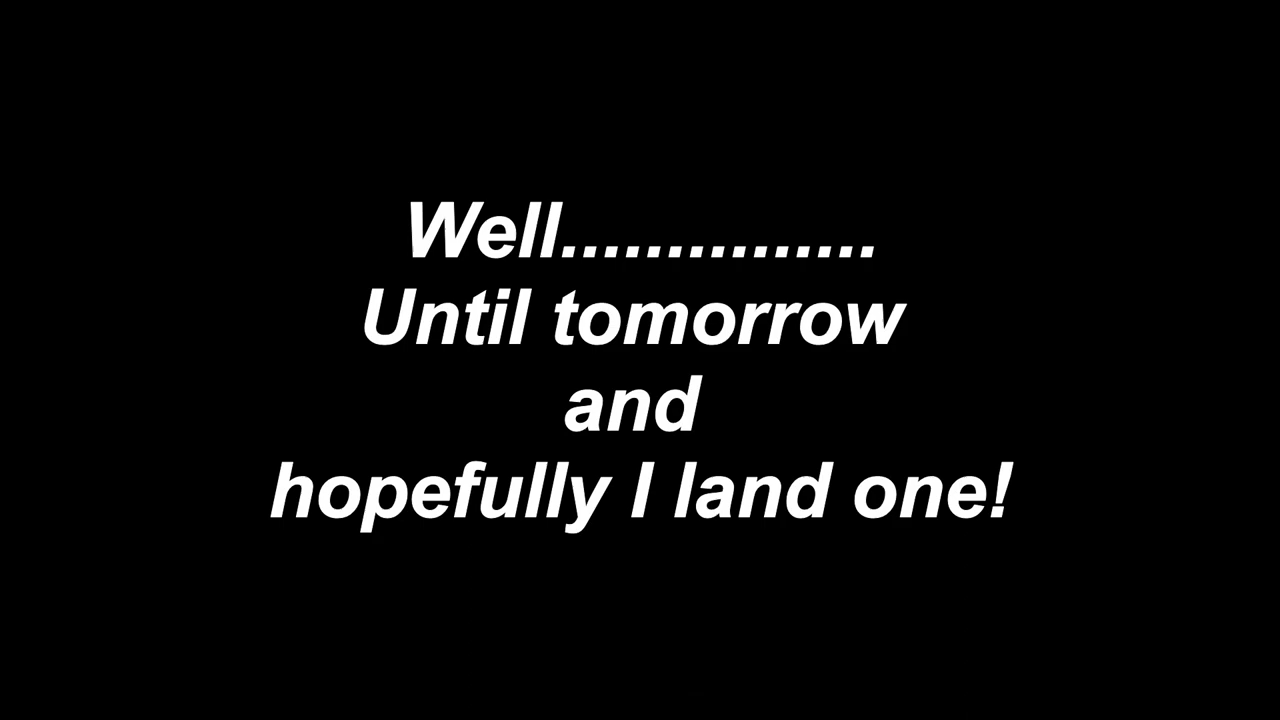 Well...............
Until tomorrow
and
hopefully I land one!